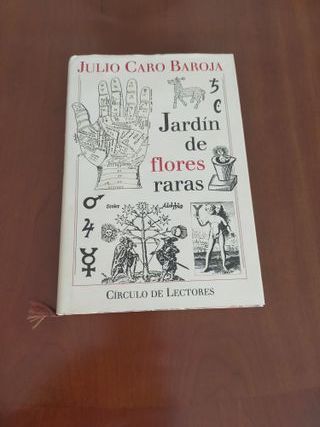 JULIO CARO BAROJA
Jardín
de
flores
raras
CÍRCULO DE LECTORES